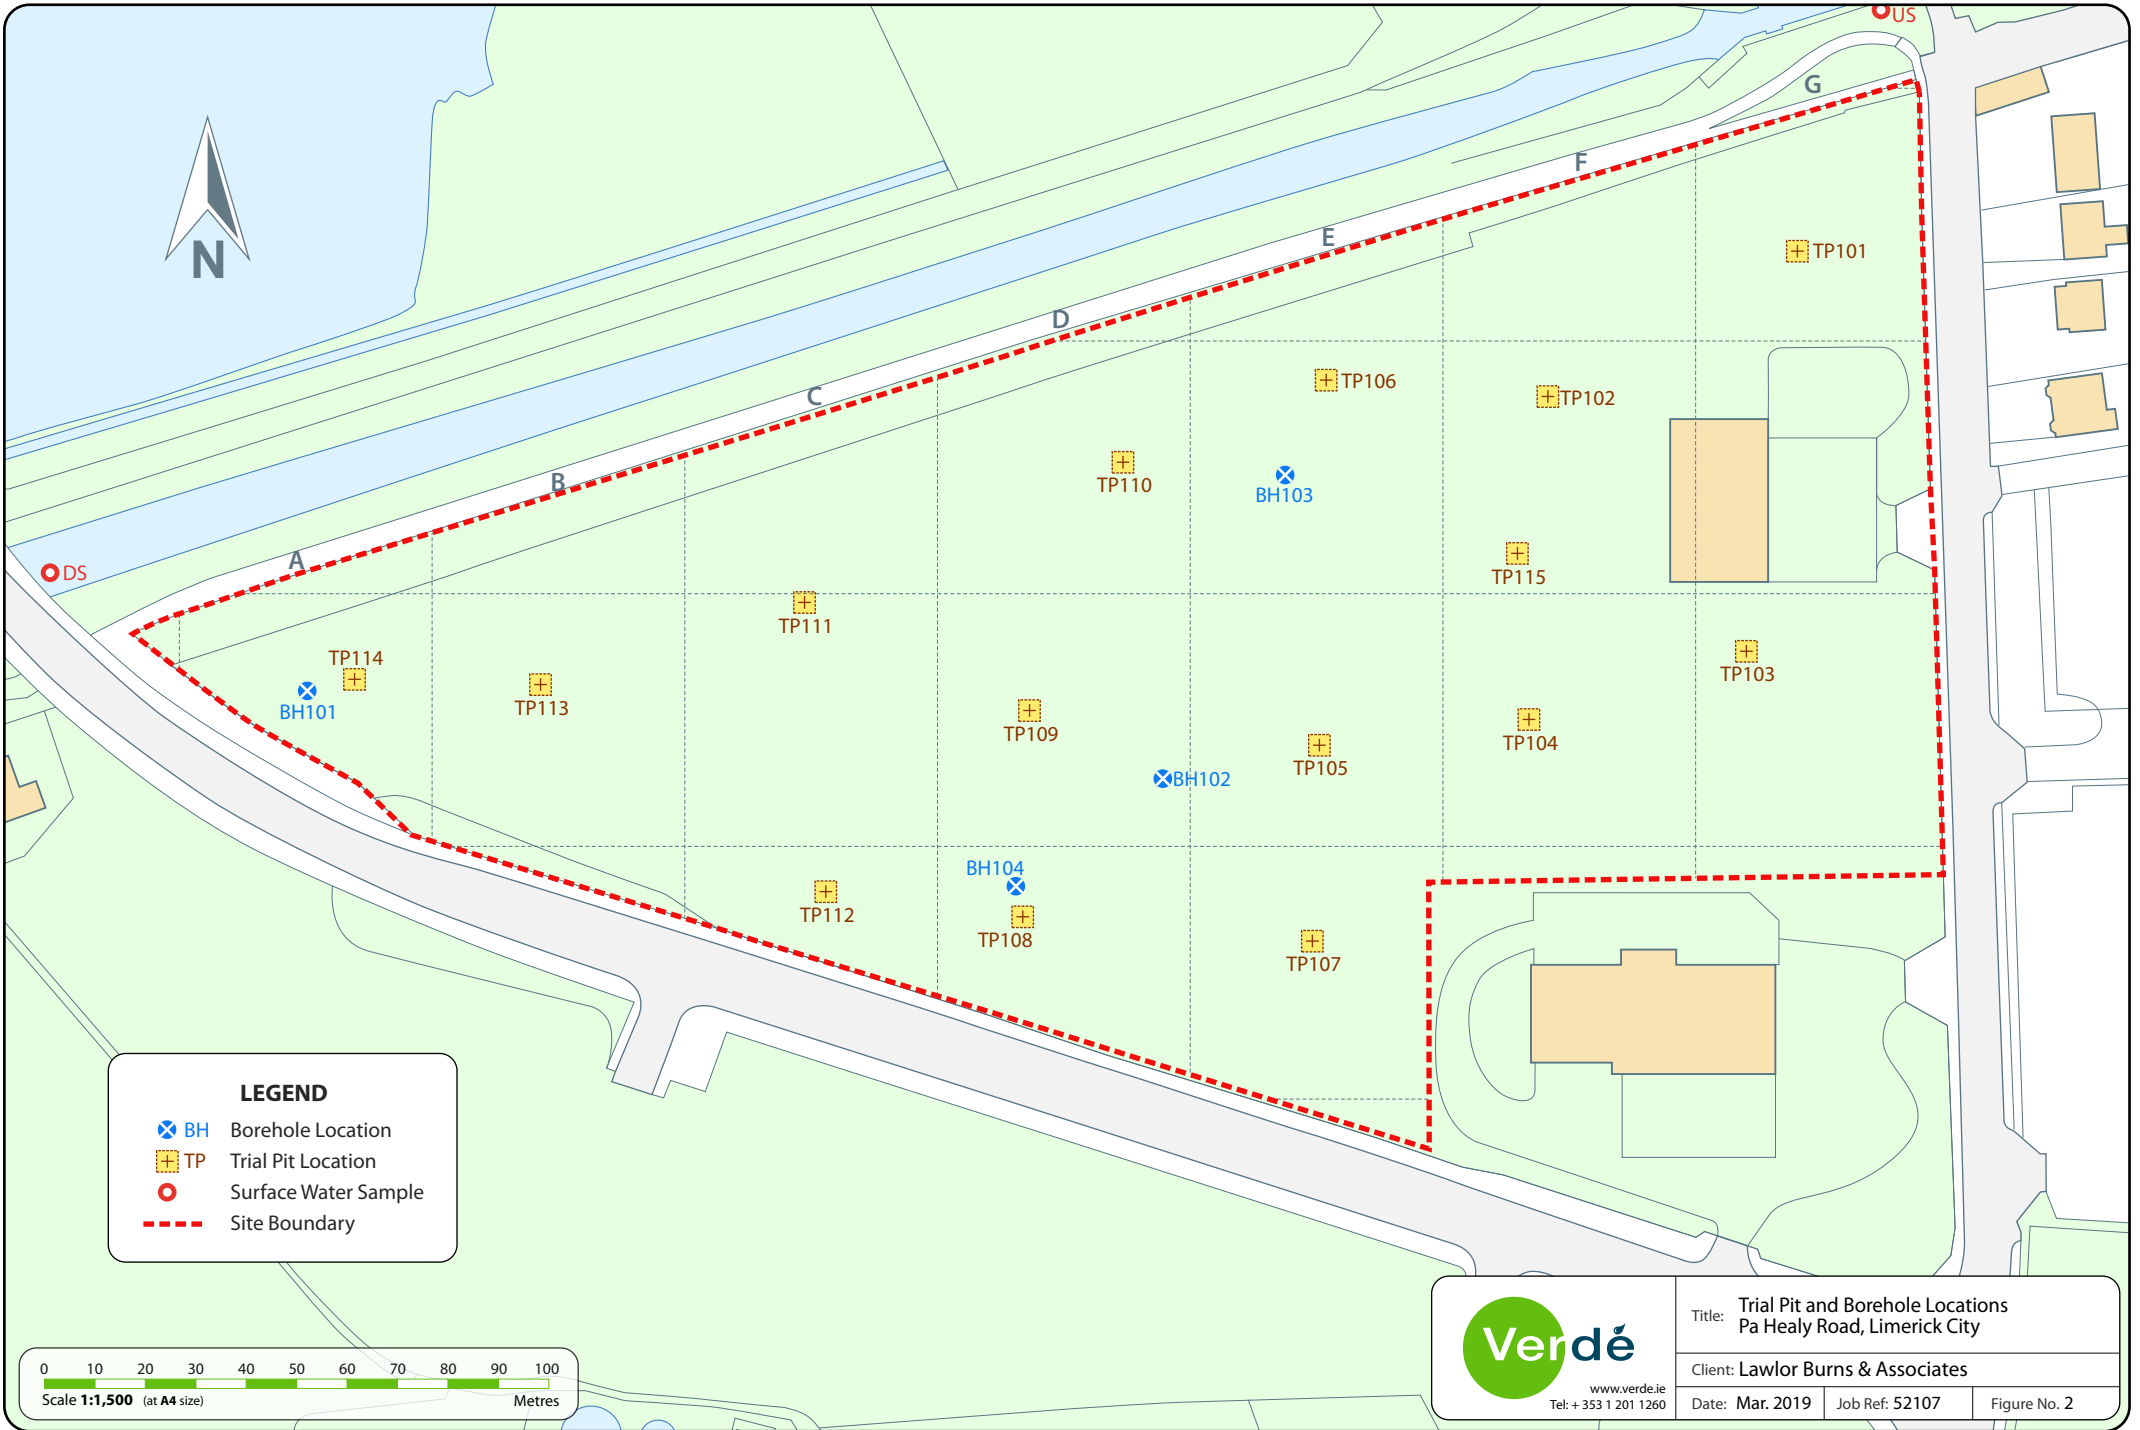 US
G
F
TP101
N
E
D
TP106
TP102
C
TP110
BH103
B
A
DS
TP115
TP111
TP114
TP103
BH101
TP113
TP109
TP104
TP105
BH102
BH104
TP112
TP108
TP107
LEGEND
BH Borehole Location
TP Trial Pit Location
Surface Water Sample
Site Boundary
0 10 20 30 40 50 60 70 80 90 100
Scale 1:1,500 (at A4 size) Metres
Verdé
www.verde.ie
Tel: + 353 1 201 1260
Title: Trial Pit and Borehole Locations
Pa Healy Road, Limerick City
Client: Lawlor Burns & Associates
Date: Mar. 2019 Job Ref: 52107 Figure No. 2